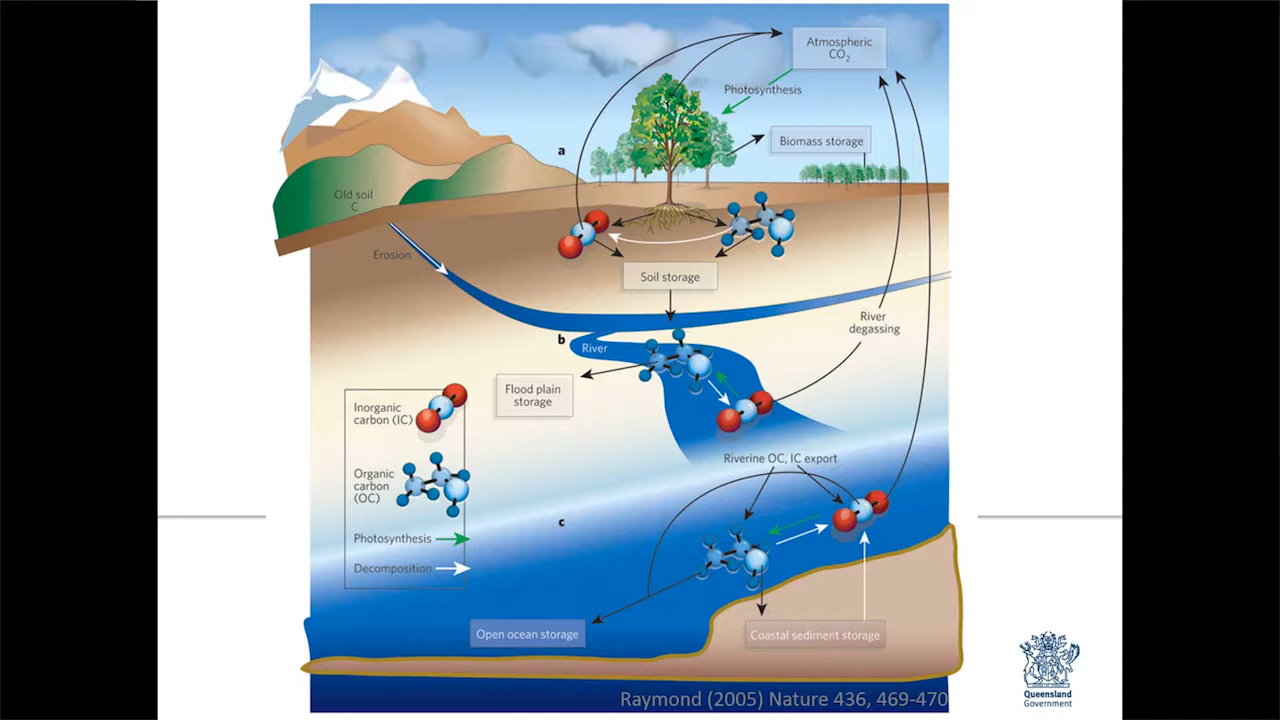 Atmospheric
CO₂
Photosynthesis
Biomass storage
a
Old soil
C
Erosion
Soil storage
River
degassing
b
River
Flood plain
storage
Inorganic
carbon (IC)
Organic
carbon
(OC)
Photosynthesis
Decomposition
Riverine OC, IC export
c
Open ocean storage
Coastal sediment storage
Raymond (2005) Nature 436, 469-470
Queensland
Government